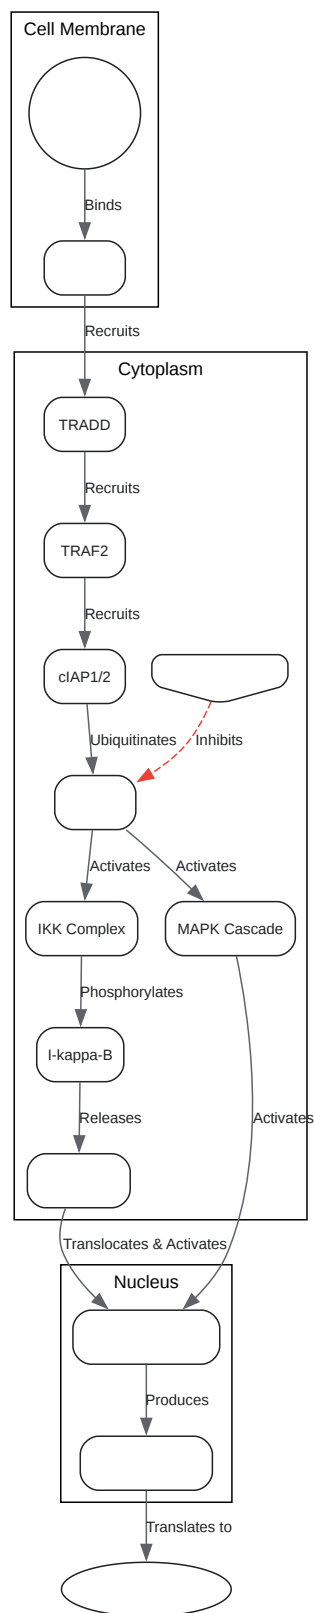 Cell Membrane
Binds
Recruits
Cytoplasm
TRADD
Recruits
TRAF2
Recruits
cIAP1/2
Ubiquitinates
Inhibits
Activates
Activates
IKK Complex
MAPK Cascade
Phosphorylates
I-kappa-B
Releases
Activates
Translocates & Activates
Nucleus
Produces
Translates to